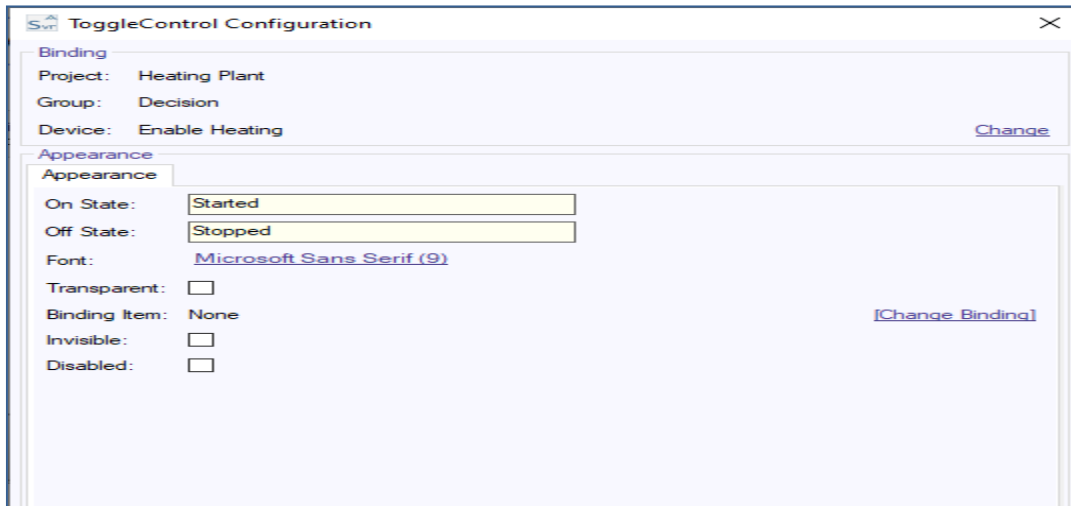 ToggleControl Configuration
Binding
Project: Heating Plant
Group: Decision
Device: Enable Heating Change
Appearance
Appearance
On State: Started
Off State: Stopped
Font: Microsoft Sans Serif (9)
Transparent:
Binding Item: None [Change Binding]
Invisible:
Disabled: